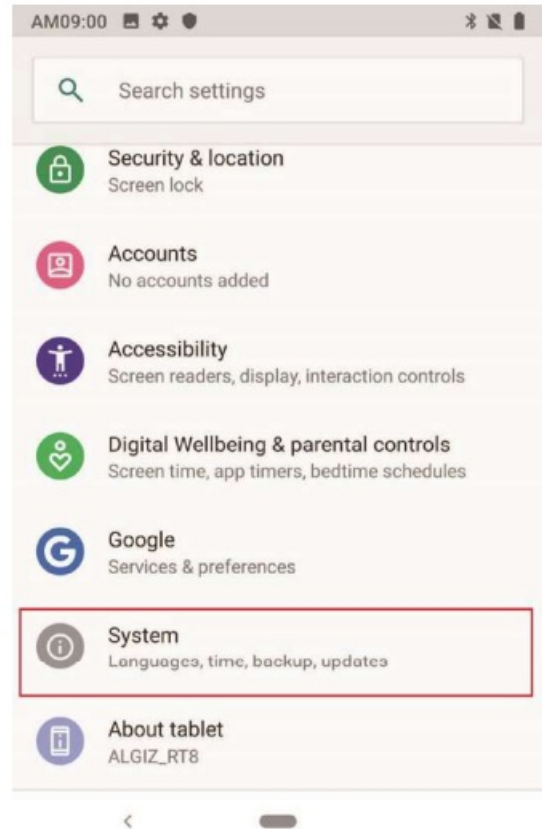 AM09:00
Search settings
Security & location
Screen lock
Accounts
No accounts added
Accessibility
Screen readers, display, interaction controls
Digital Wellbeing & parental controls
Screen time, app timers, bedtime schedules
G
Google
Services & preferences
System
Languages, time, backup, updates
About tablet
ALGIZ_RT8